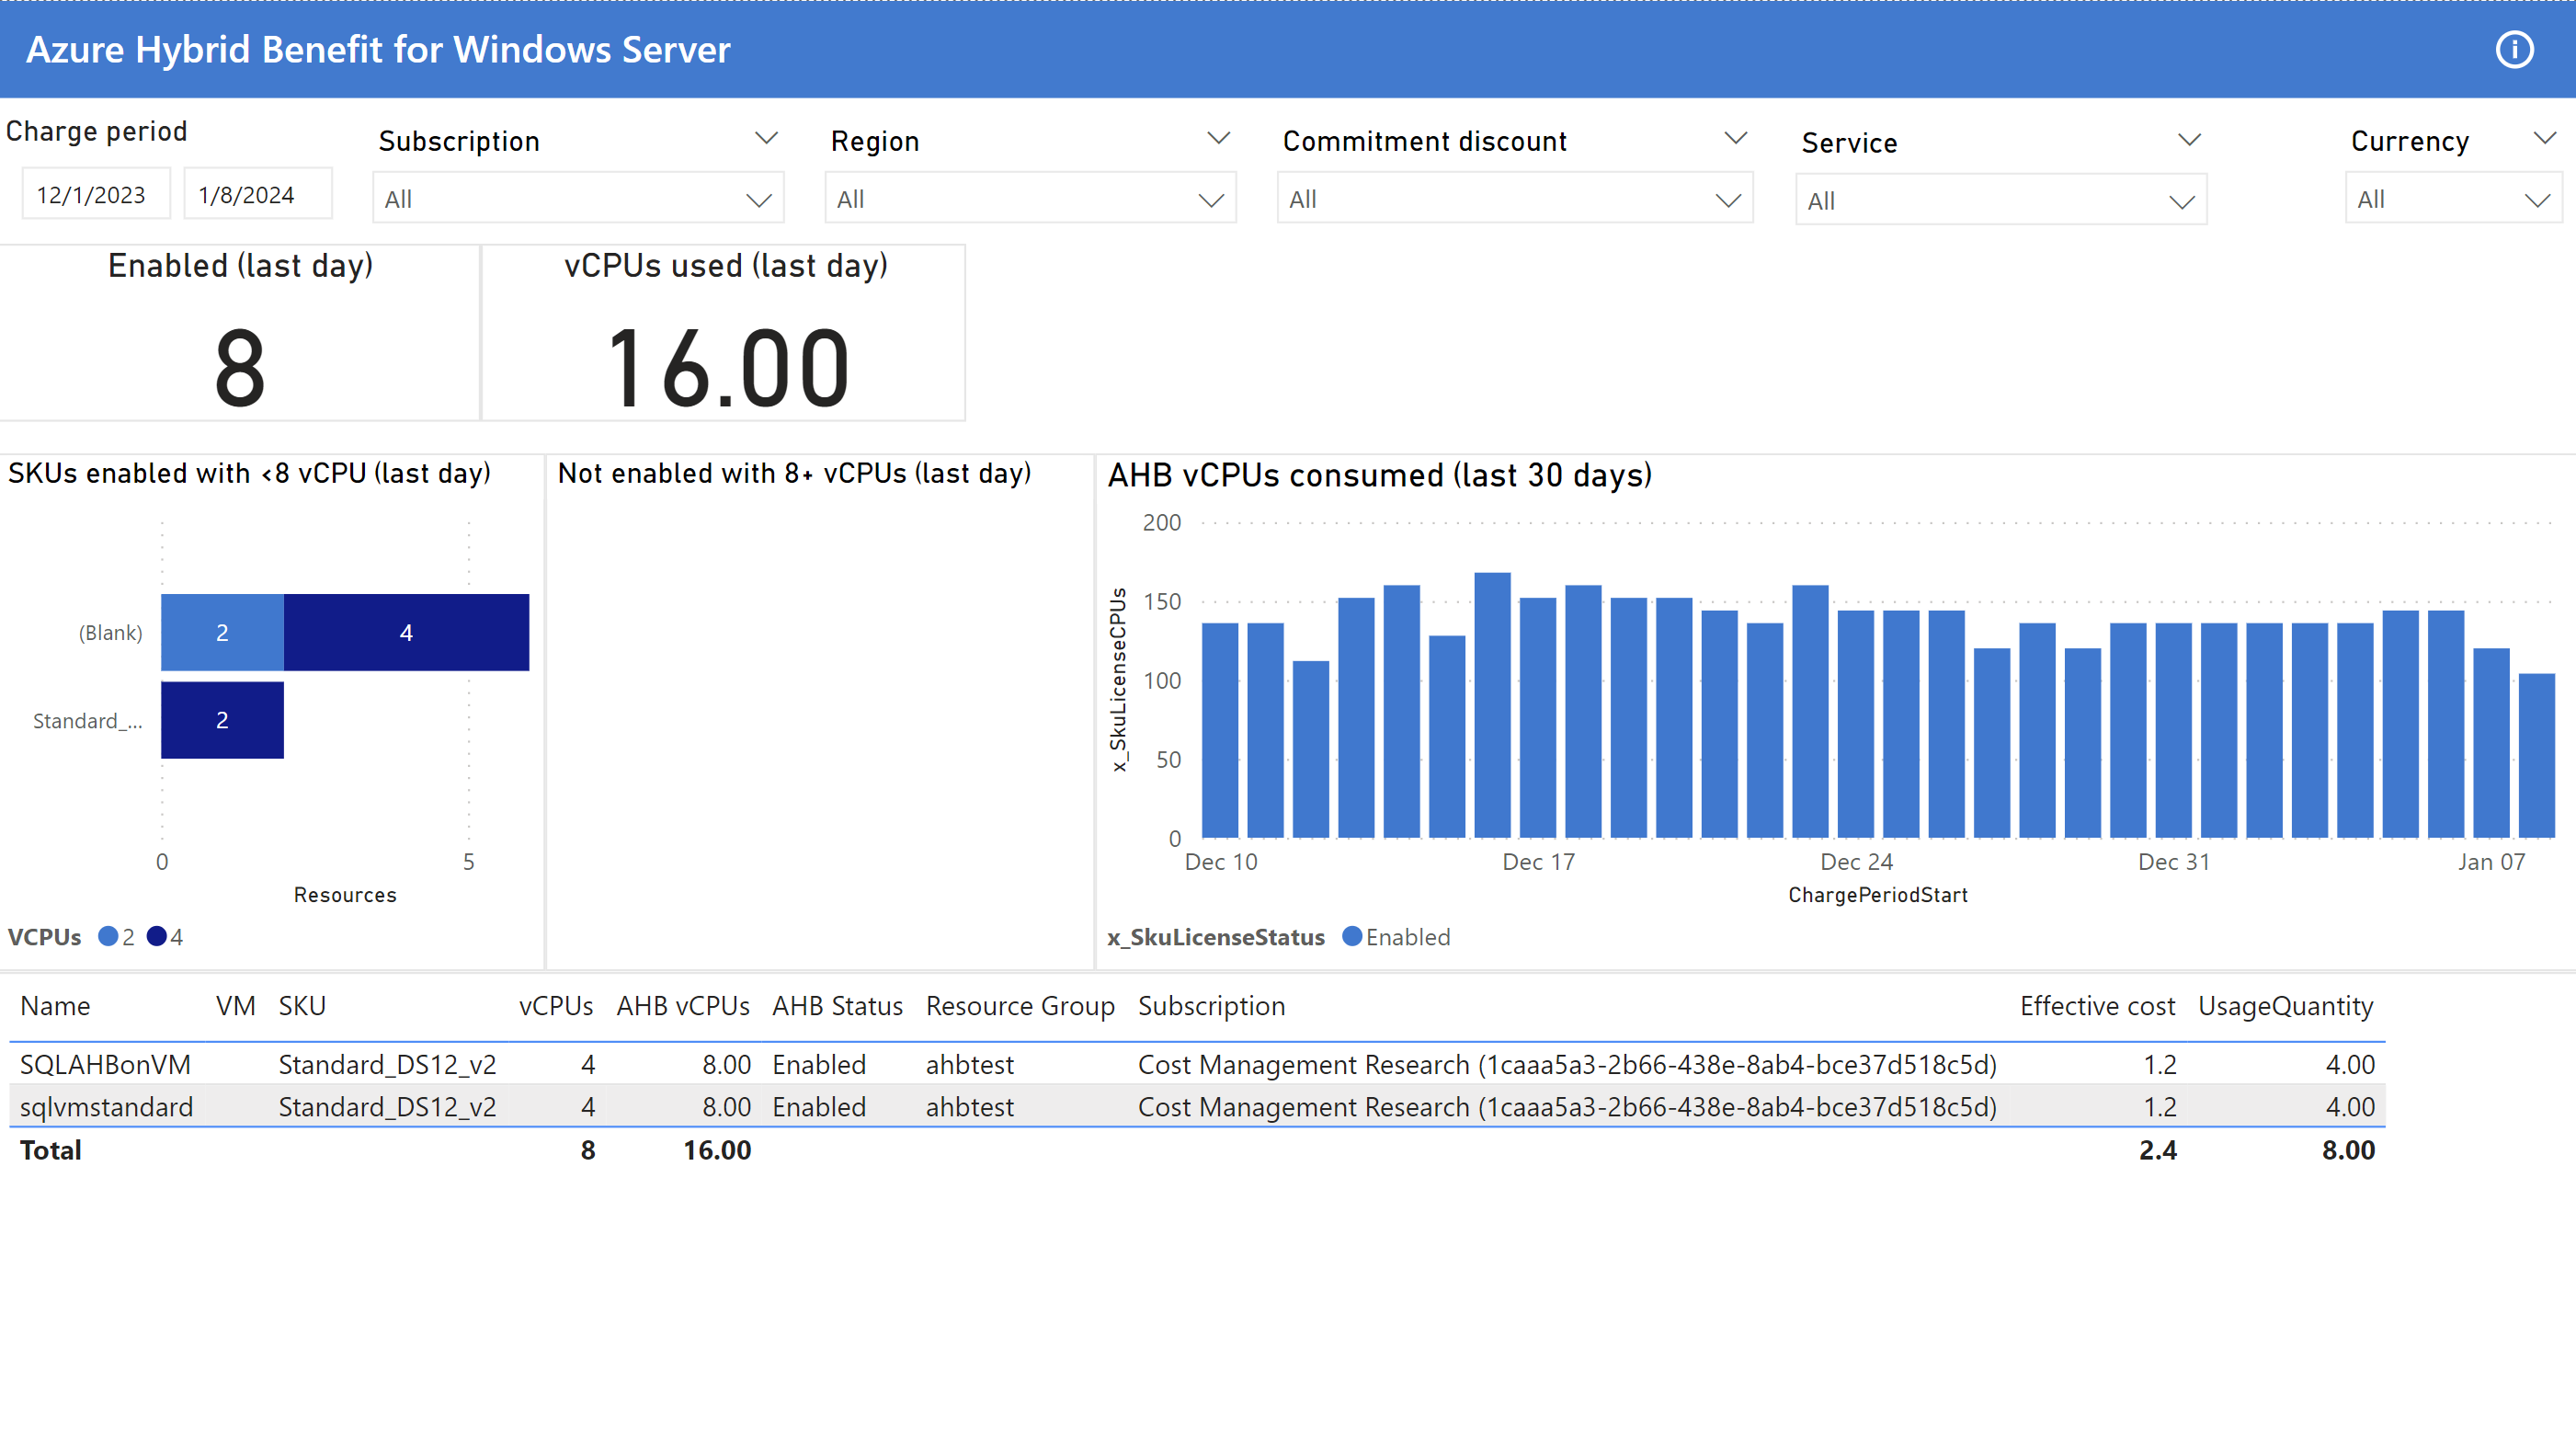 Azure Hybrid Benefit for Windows Server
Charge period
12/1/2023 1/8/2024
Subscription
All
Region
All
Commitment discount
All
Service
All
Currency
All
Enabled (last day)
8
vCPUs used (last day)
16.00
SKUs enabled with <8 vCPU (last day)
(Blank) 2 4
Standard_... 2
0 5
Resources
VCPUs 2 4
Not enabled with 8+ vCPUs (last day)
AHB vCPUs consumed (last 30 days)
x_SkuLicenseCPUs
200
150
100
50
0
Dec 10 Dec 17 Dec 24 Dec 31 Jan 07
ChargePeriodStart
x_SkuLicenseStatus Enabled
Name VM SKU vCPUs AHB vCPUs AHB Status Resource Group Subscription Effective cost UsageQuantity
SQLAHBonVM Standard_DS12_v2 4 8.00 Enabled ahbtest Cost Management Research (1caaa5a3-2b66-438e-8ab4-bce37d518c5d) 1.2 4.00
sqlvmstandard Standard_DS12_v2 4 8.00 Enabled ahbtest Cost Management Research (1caaa5a3-2b66-438e-8ab4-bce37d518c5d) 1.2 4.00
Total 8 16.00 2.4 8.00